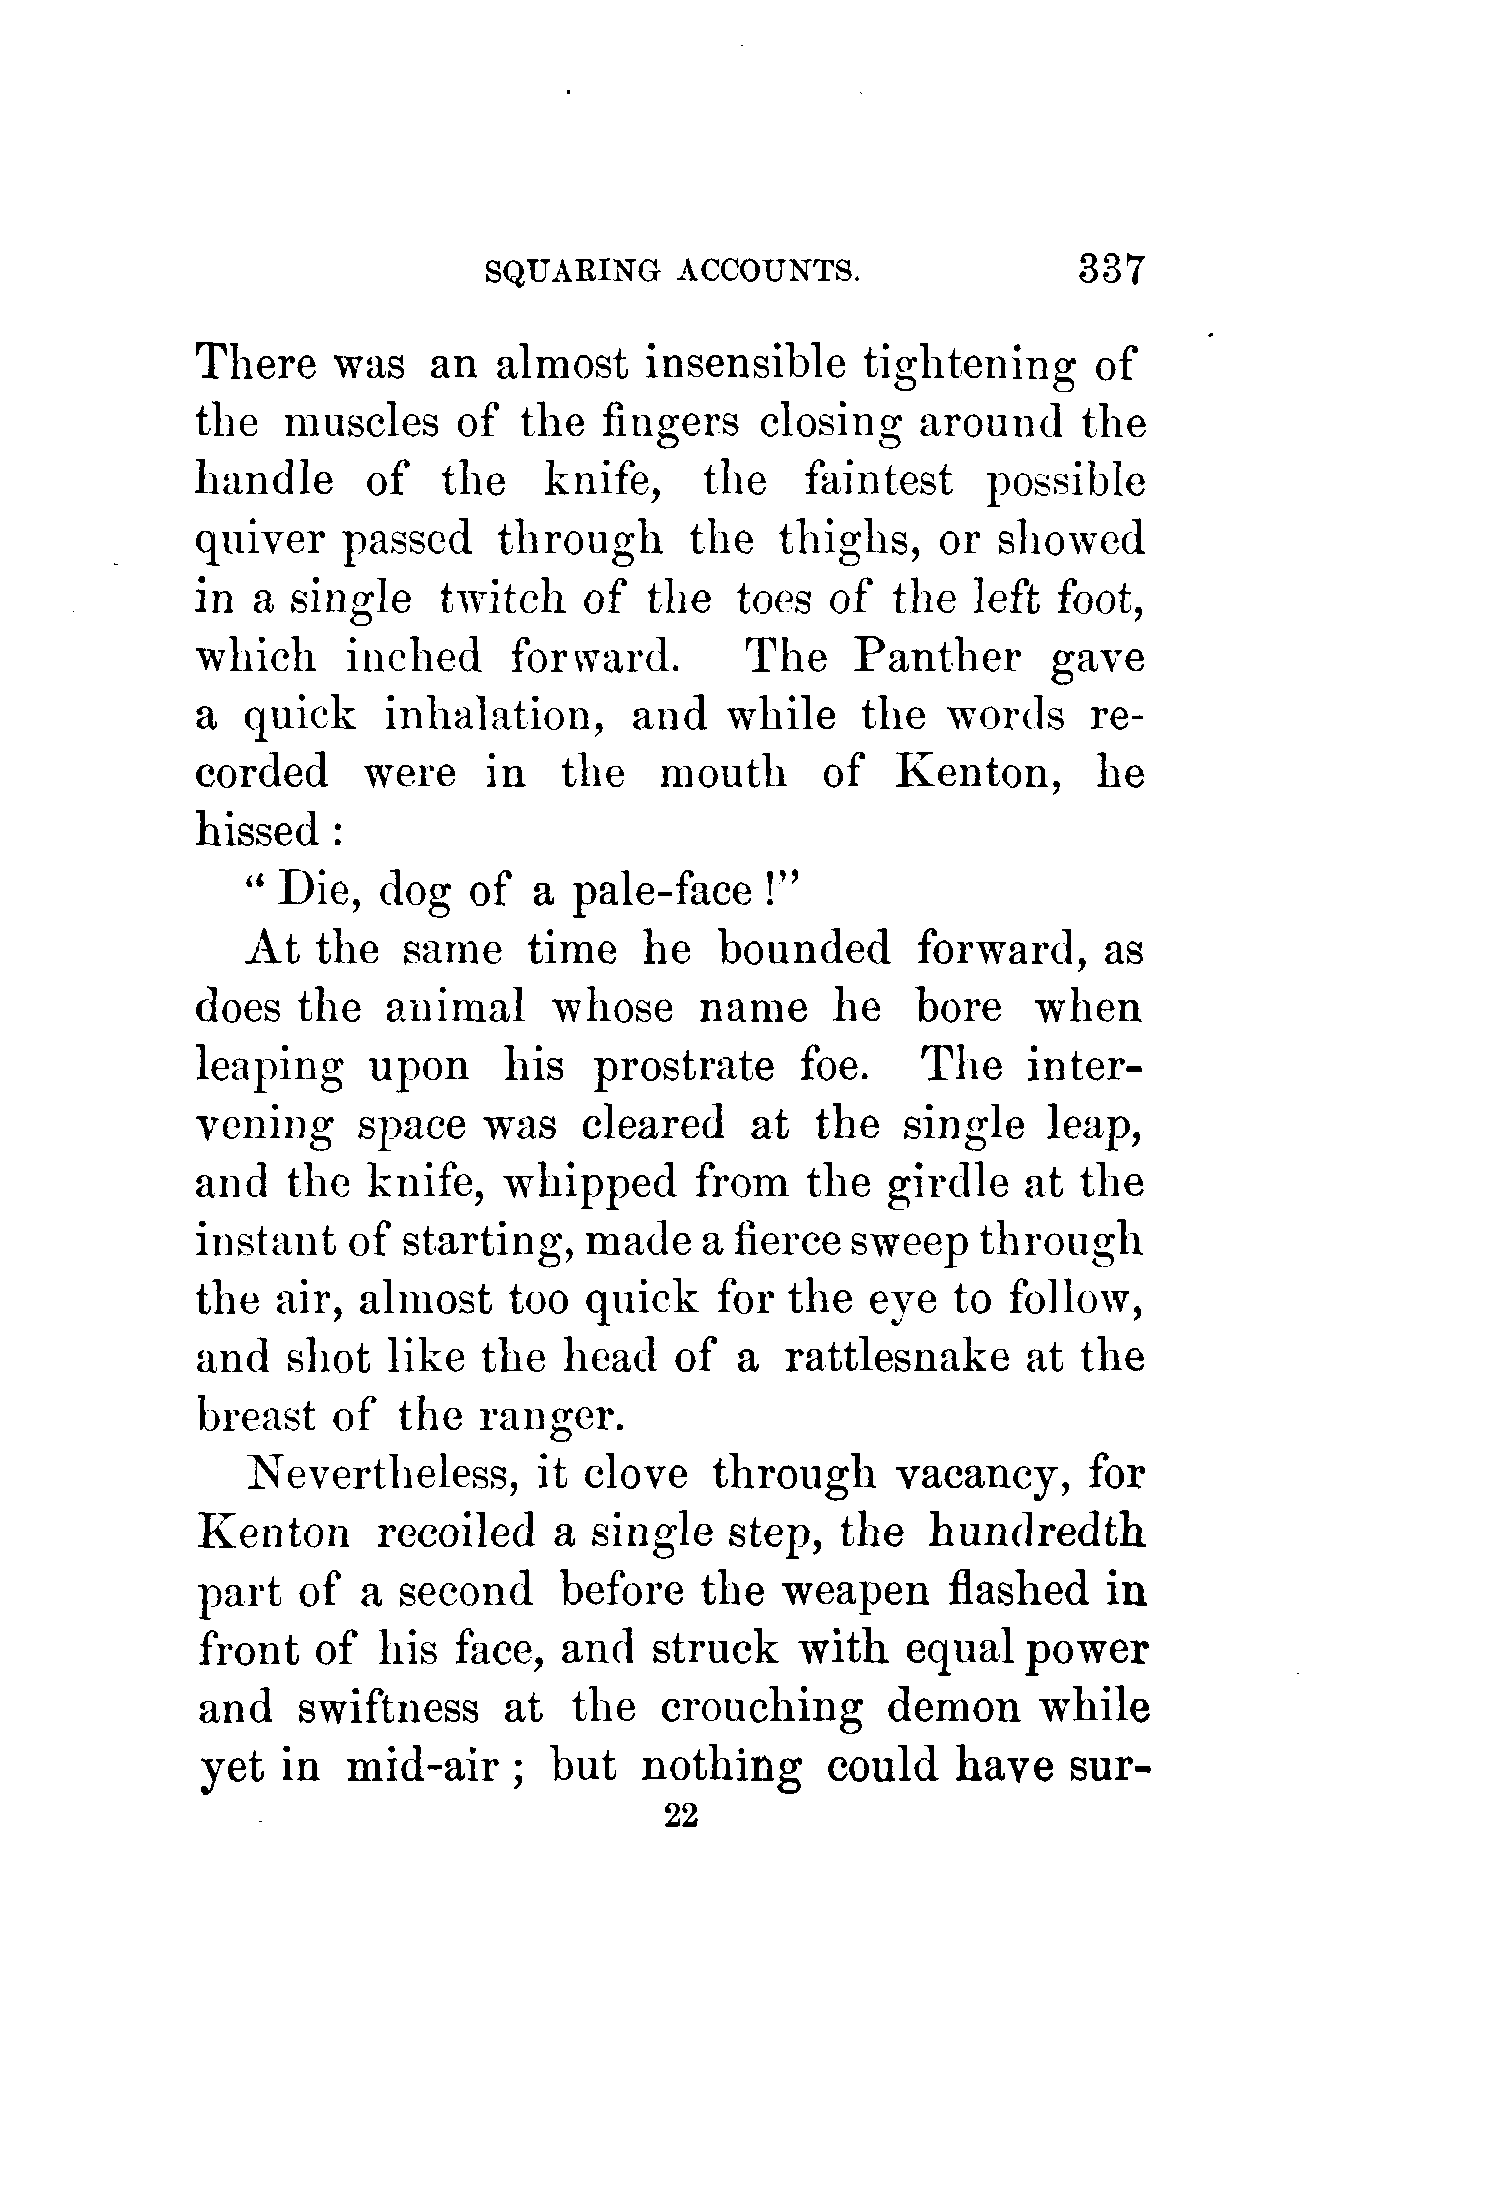 SQUARING ACCOUNTS. 337
There was an almost insensible tightening of
the muscles of the fingers closing around the
handle of the knife, the faintest possible
quiver passed through the thighs, or showed
in a single twitch of the toes of the left foot,
which inched forward. The Panther gave
a quick inhalation, and while the words re-
corded were in the mouth of Kenton, he
hissed :
“ Die, dog of a pale-face !”
At the same time he bounded forward, as
does the animal whose name he bore when
leaping upon his prostrate foe. The inter-
vening space was cleared at the single leap,
and the knife, whipped from the girdle at the
instant of starting, made a fierce sweep through
the air, almost too quick for the eye to follow,
and shot like the head of a rattlesnake at the
breast of the ranger.
Nevertheless, it clove through vacancy, for
Kenton recoiled a single step, the hundredth
part of a second before the weapen flashed in
front of his face, and struck with equal power
and swiftness at the crouching demon while
yet in mid-air ; but nothing could have sur-
22